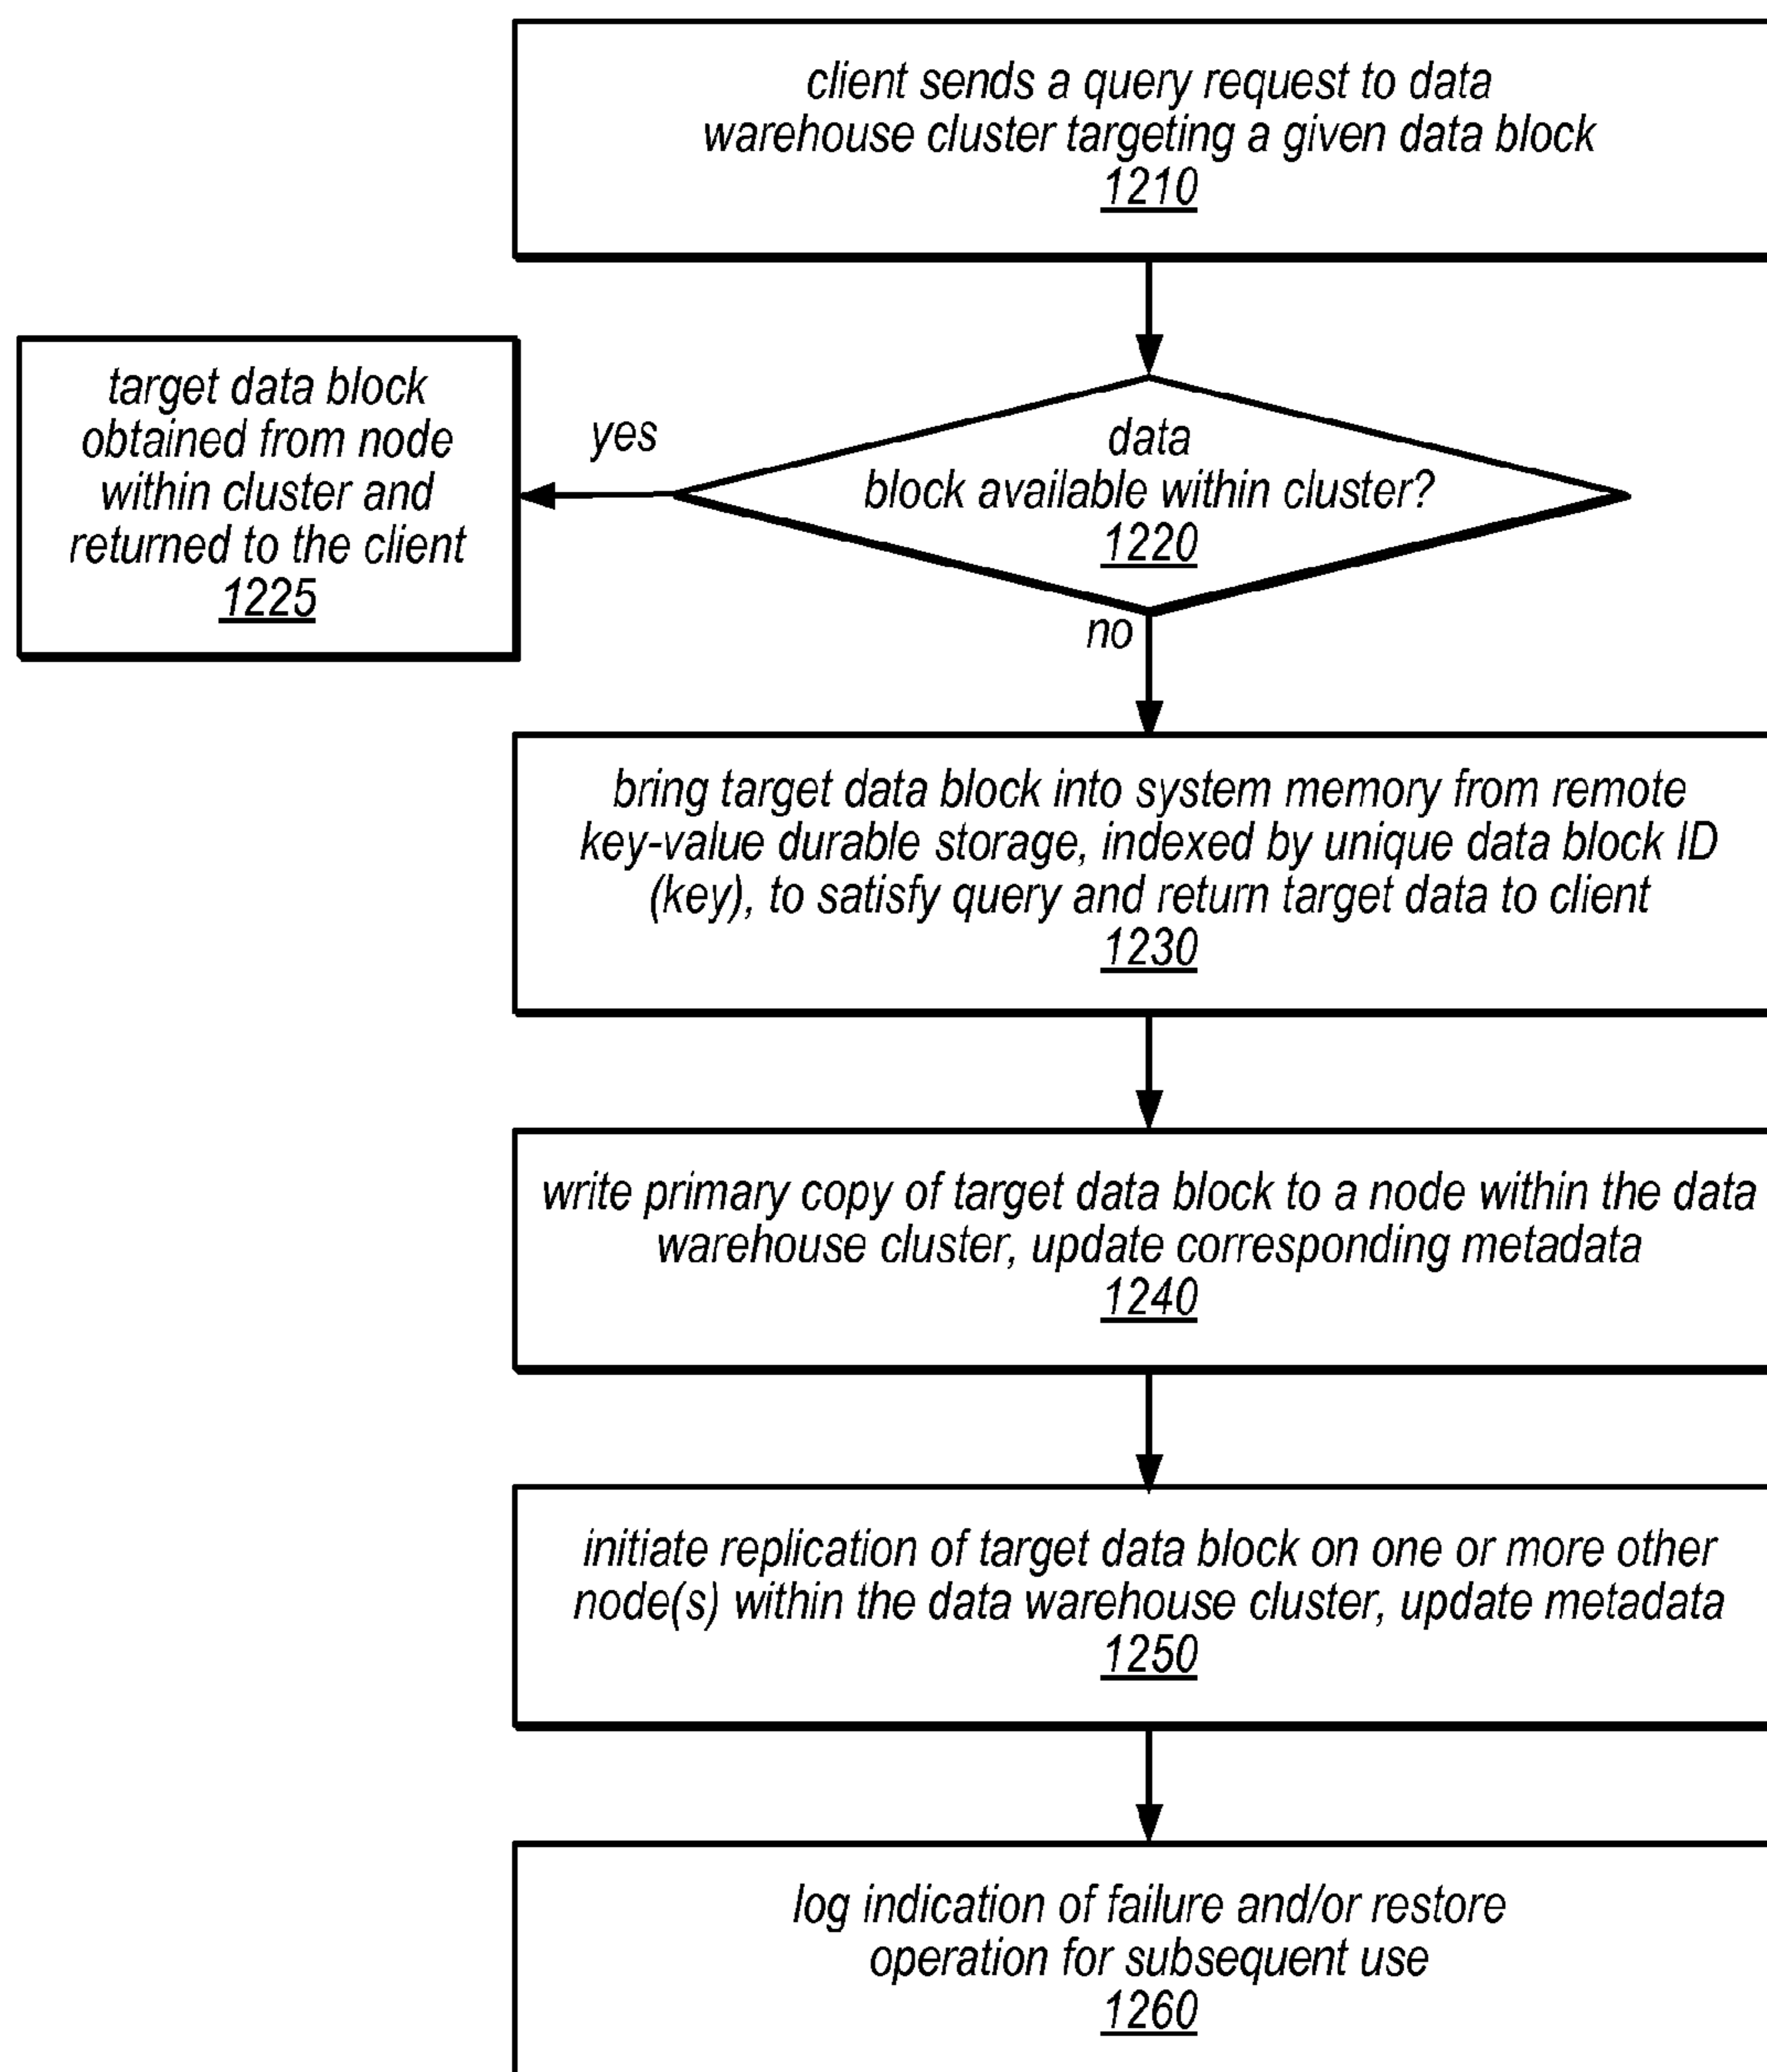 client sends a query request to data
warehouse cluster targeting a given data block
1210
target data block
obtained from node
within cluster and
returned to the client
1225
yes
data
block available within cluster?
1220
no
bring target data block into system memory from remote
key-value durable storage, indexed by unique data block ID
(key), to satisfy query and return target data to client
1230
write primary copy of target data block to a node within the data
warehouse cluster, update corresponding metadata
1240
initiate replication of target data block on one or more other
node(s) within the data warehouse cluster, update metadata
1250
log indication of failure and/or restore
operation for subsequent use
1260